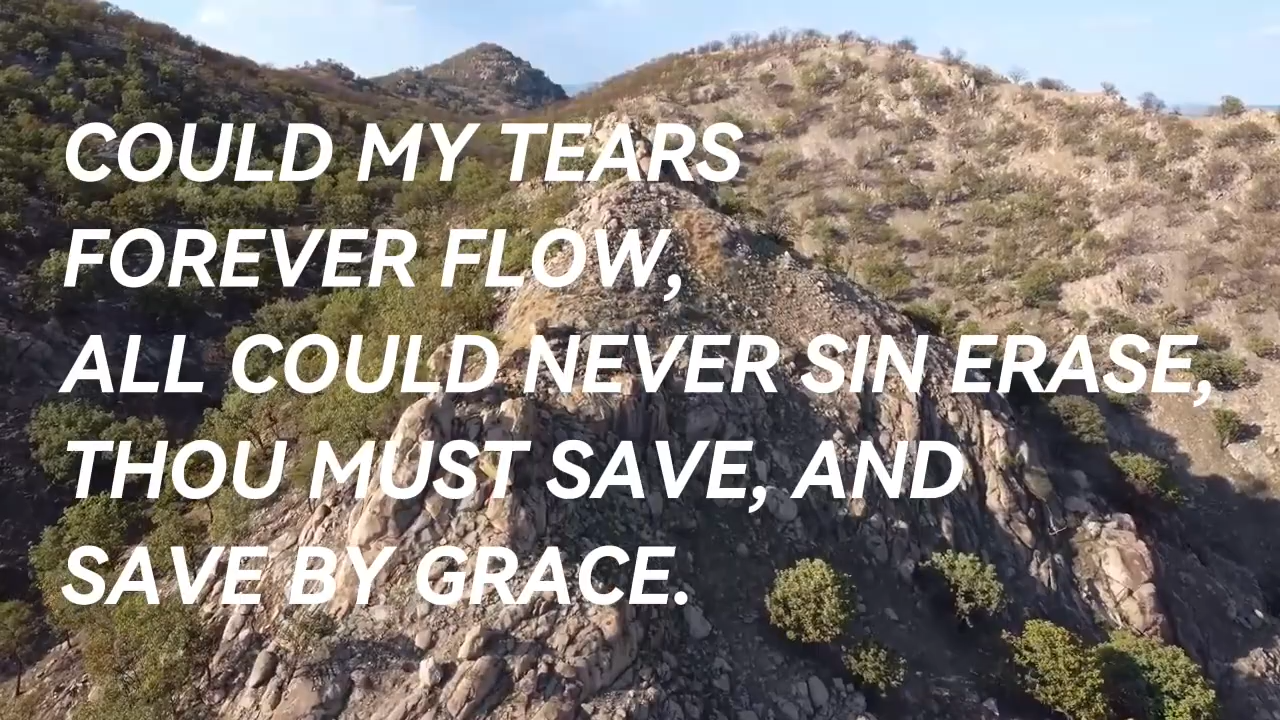 COULD MY TEARS
FOREVER FLOW,
ALL COULD NEVER SIN ERASE,
THOU MUST SAVE, AND
SAVE BY GRACE.